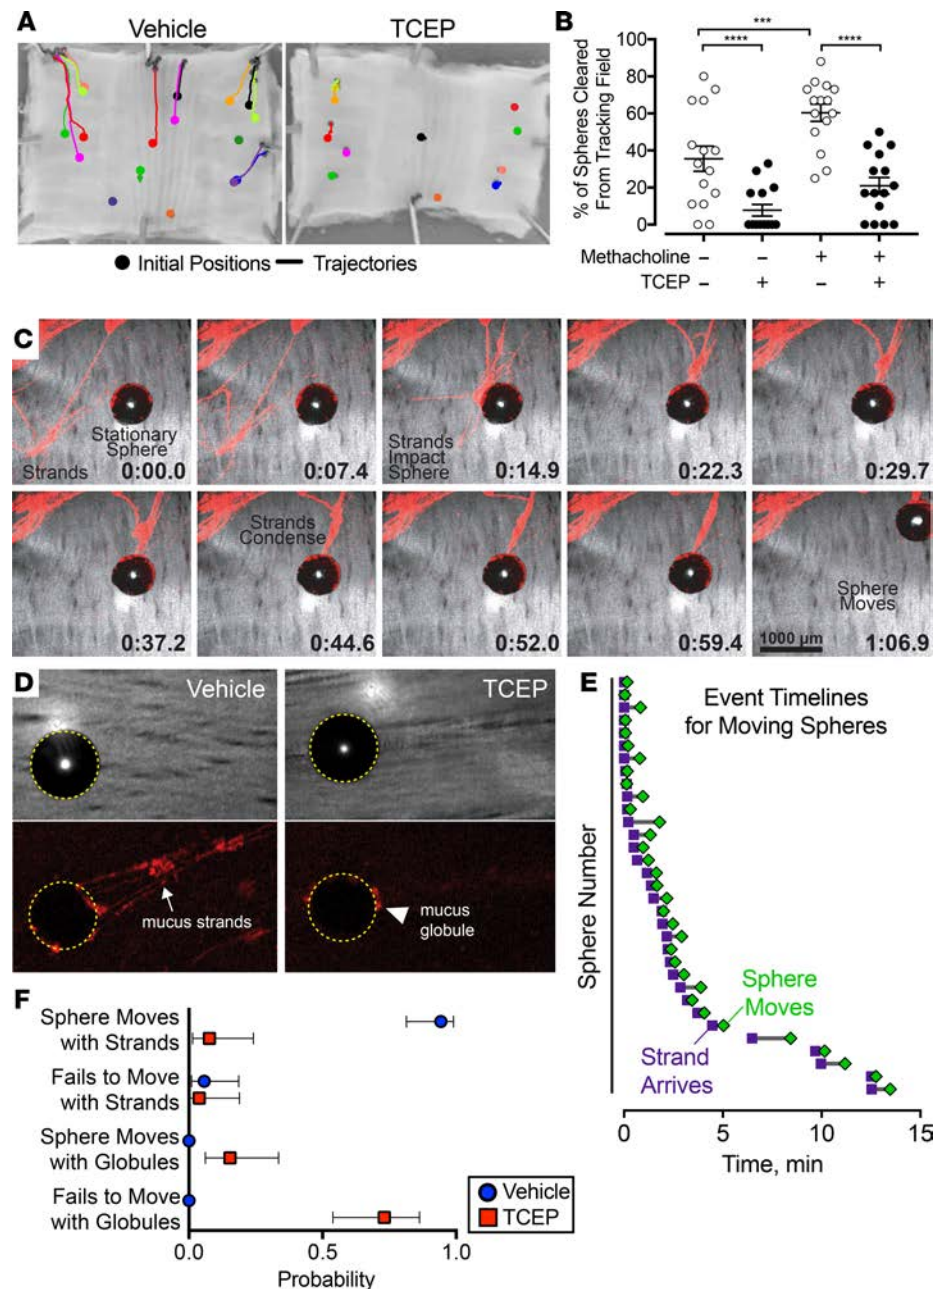 A
Vehicle
TCEP
Initial Positions
Trajectories
B
% of Spheres Cleared
From Tracking Field
100
80
60
40
20
0
***
****
****
Methacholine – – + +
TCEP – + – +
C
Strands
Stationary
Sphere
0:00.0
0:07.4
Strands
Impact
Sphere
0:14.9
0:22.3
0:29.7
0:37.2
Strands
Condense
0:44.6
0:52.0
0:59.4
Sphere
Moves
1000 µm
1:06.9
D
Vehicle
TCEP
mucus strands
mucus
globule
E
Event Timelines
for Moving Spheres
Sphere Number
Sphere
Moves
Strand
Arrives
0 5 10 15
Time, min
F
Sphere Moves
with Strands
Fails to Move
with Strands
Sphere Moves
with Globules
Fails to Move
with Globules
Vehicle
TCEP
0.0 0.5 1.0
Probability